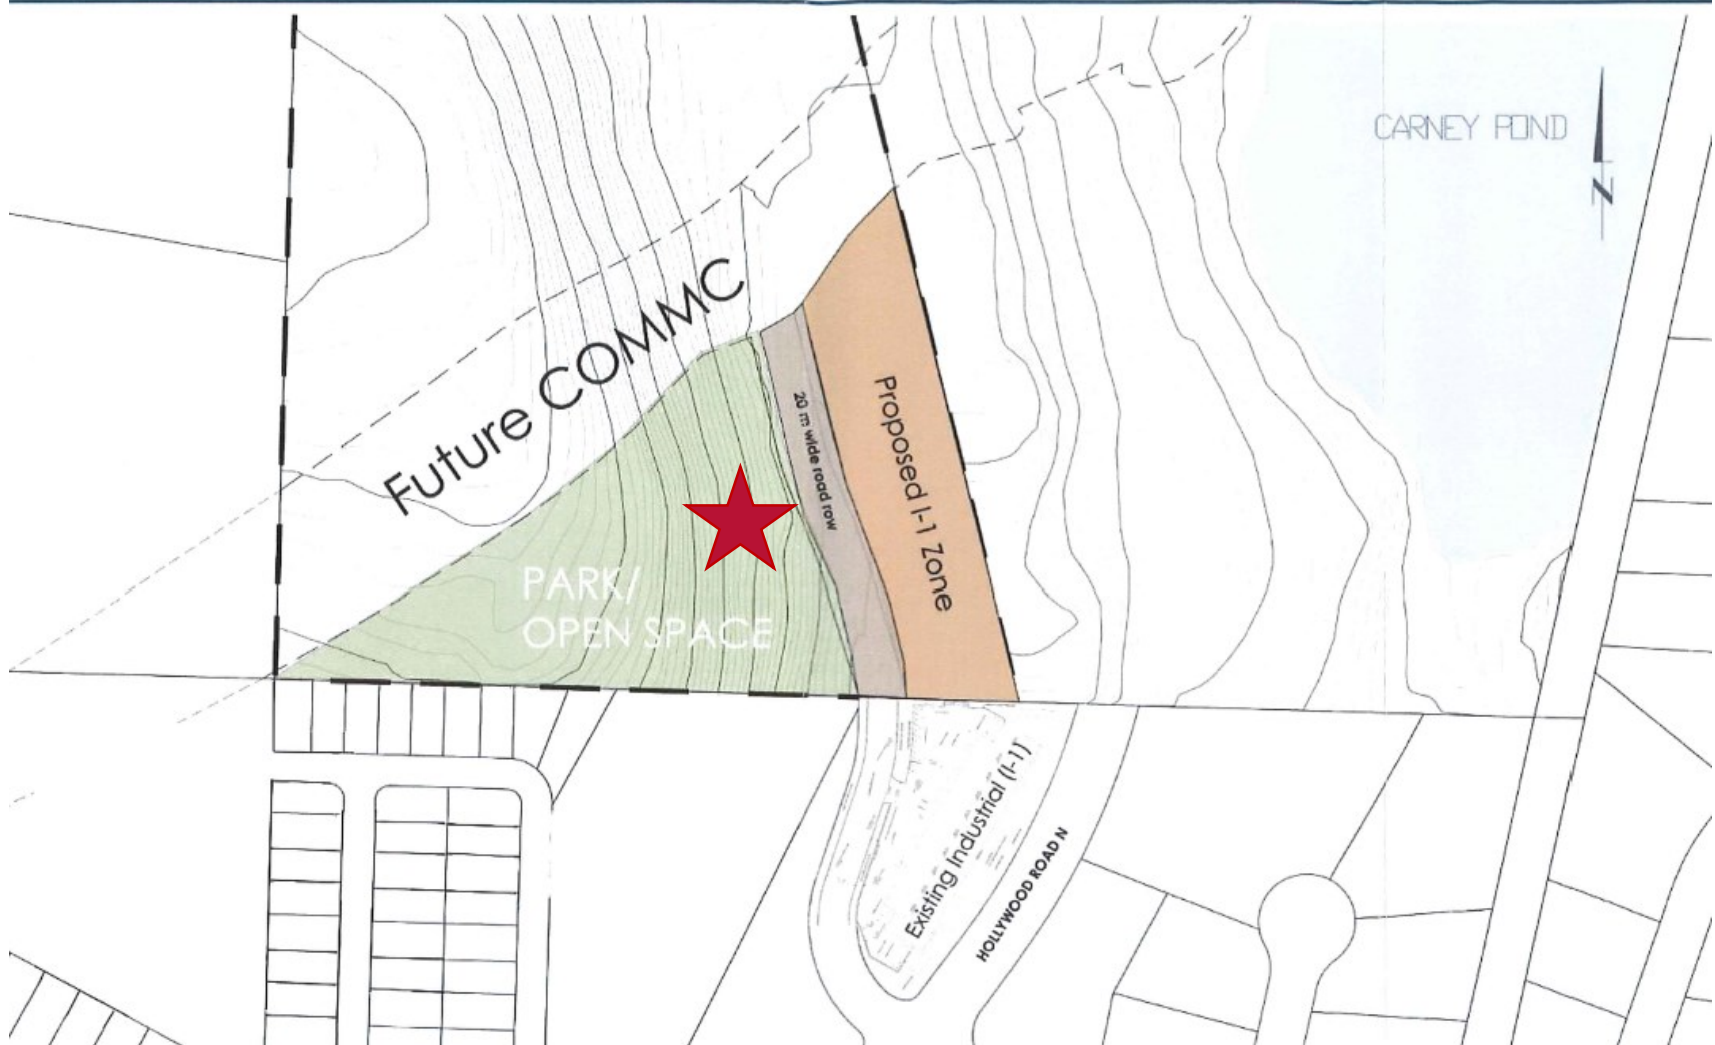 CARNEY POND
N
Future COMMC
20 m wide road row
Proposed I-1 Zone
PARK/
OPEN SPACE
Existing Industrial (I-1)
HOLLYWOOD ROAD N